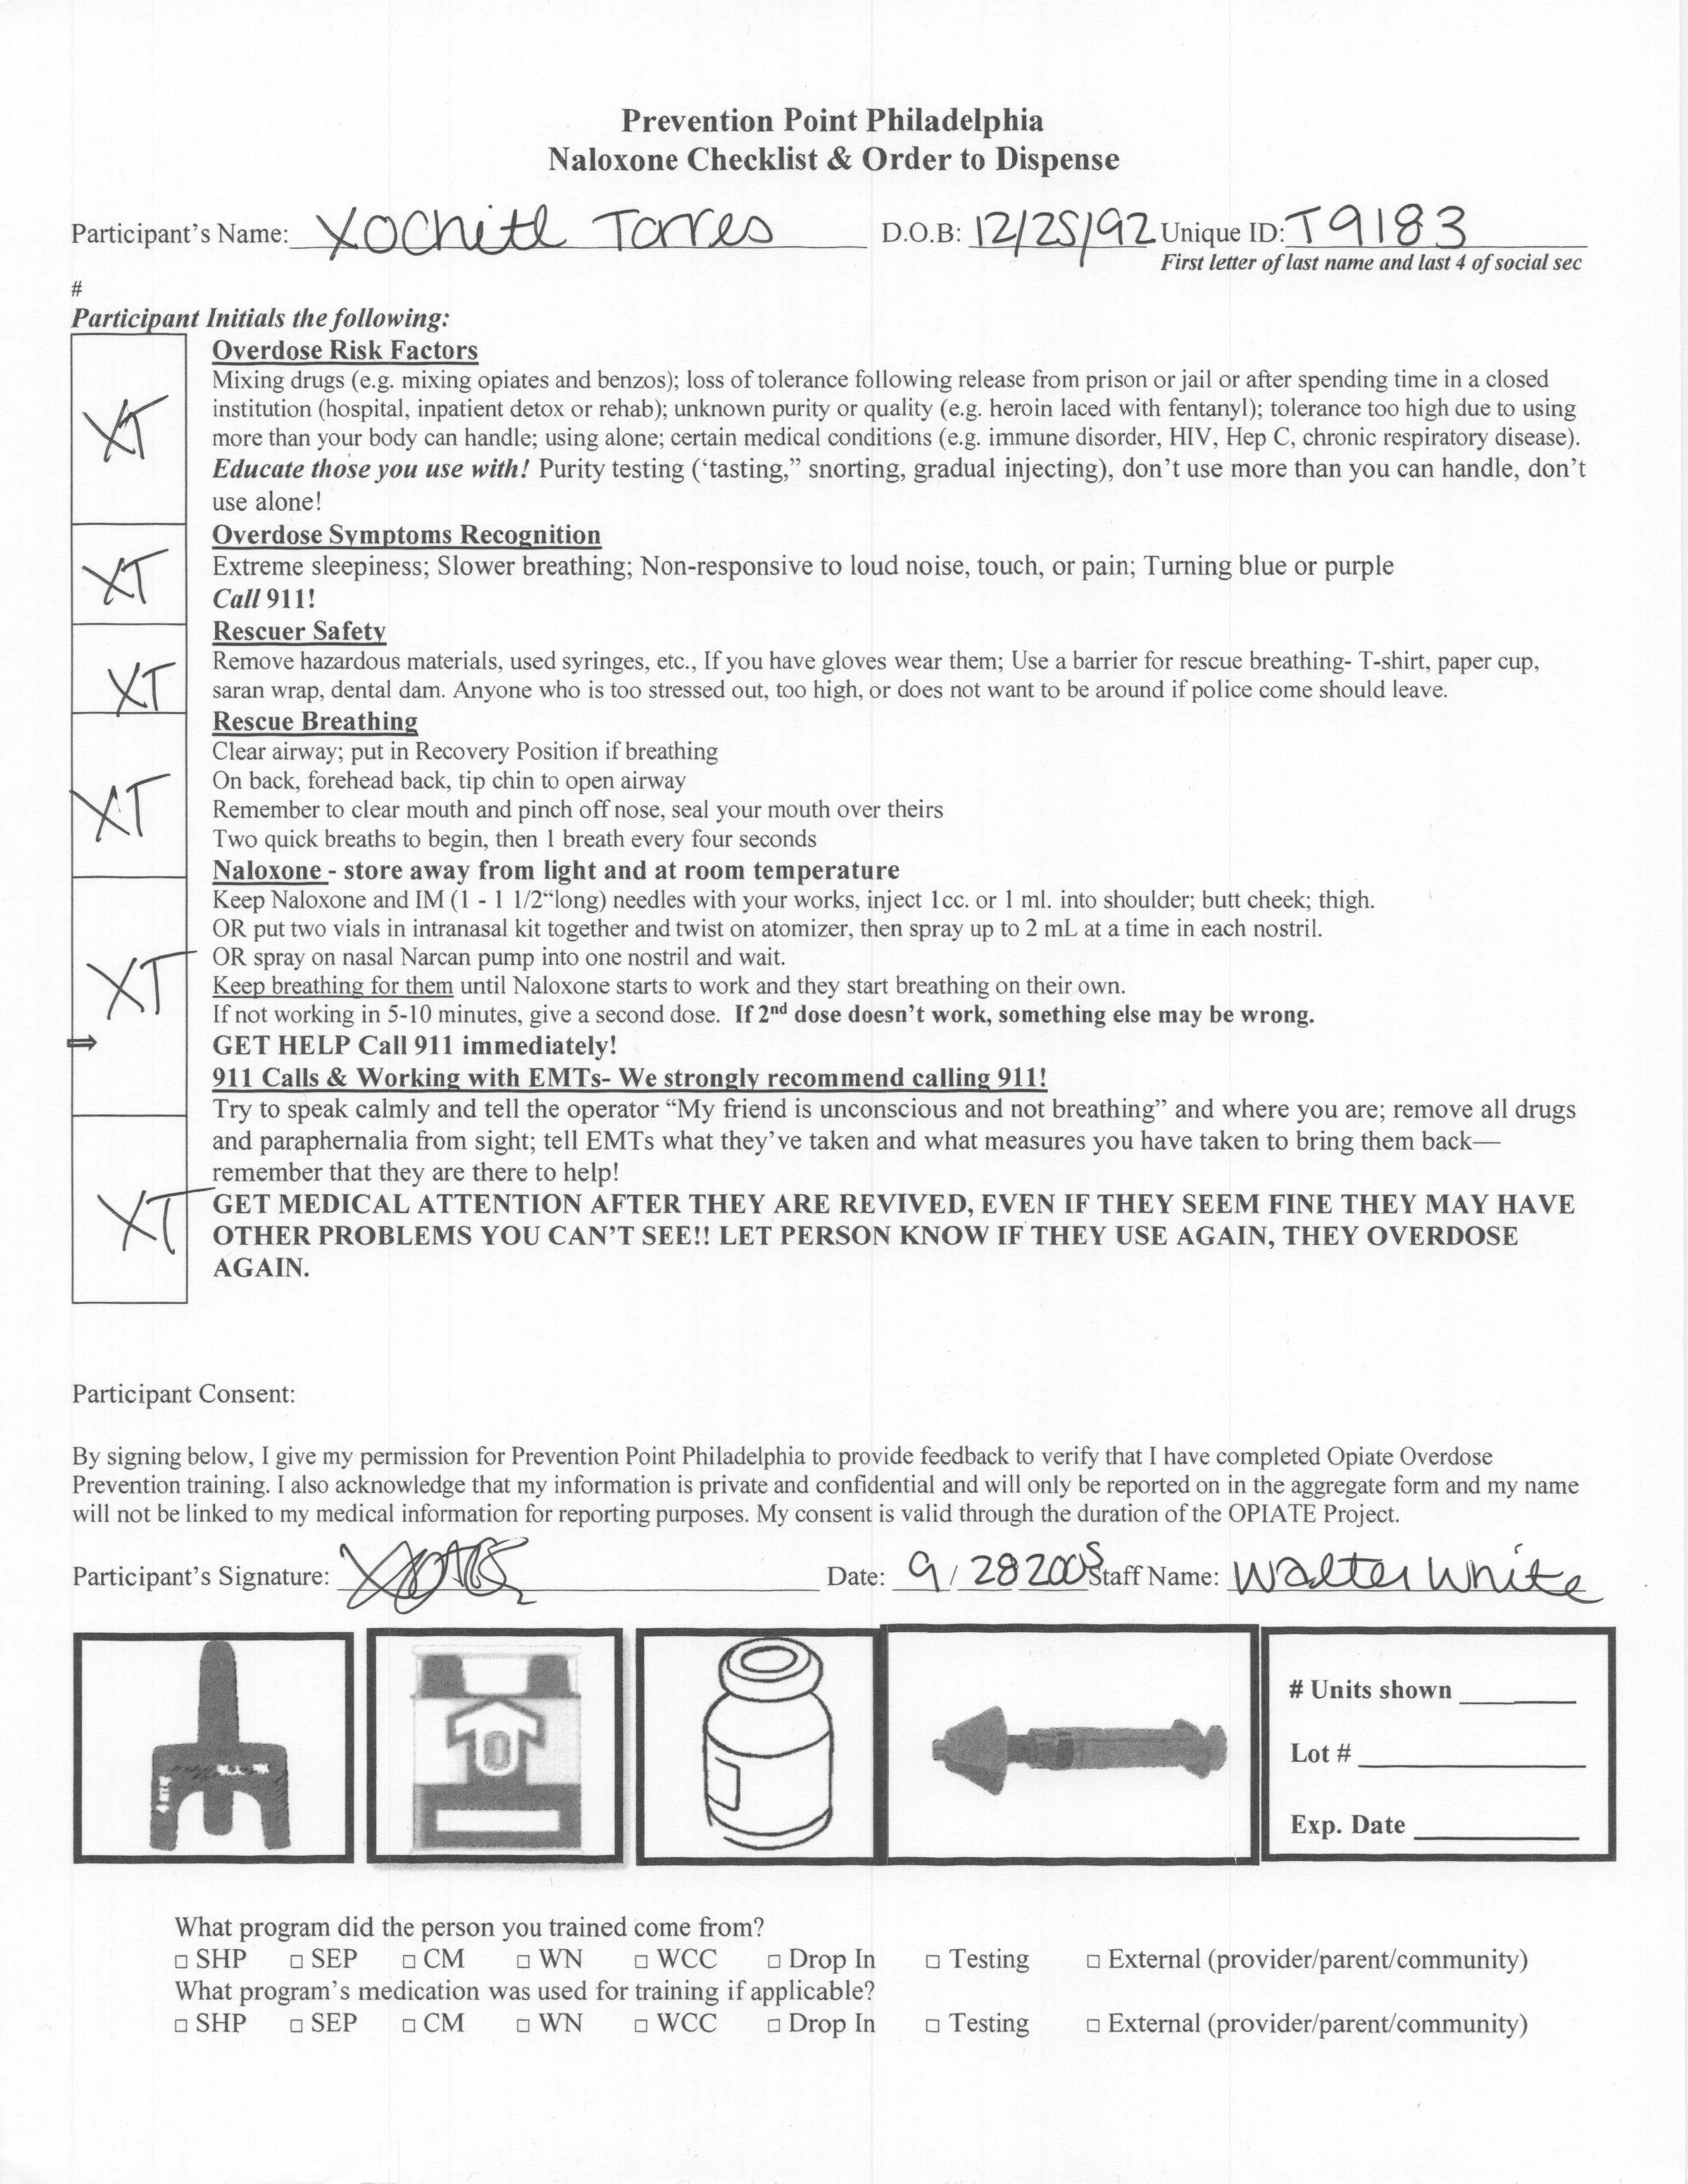 Prevention Point Philadelphia
Naloxone Checklist & Order to Dispense
Participant's Name: Xochitl Torres D.O.B: 12/25/92 Unique ID: T9183
First letter of last name and last 4 of social sec
#
Participant Initials the following:
Overdose Risk Factors
Mixing drugs (e.g. mixing opiates and benzos); loss of tolerance following release from prison or jail or after spending time in a closed
XT institution (hospital, inpatient detox or rehab); unknown purity or quality (e.g. heroin laced with fentanyl); tolerance too high due to using
more than your body can handle; using alone; certain medical conditions (e.g. immune disorder, HIV, Hep C, chronic respiratory disease).
Educate those you use with! Purity testing ('tasting,” snorting, gradual injecting), don't use more than you can handle, don't
use alone!
Overdose Symptoms Recognition
XT Extreme sleepiness; Slower breathing; Non-responsive to loud noise, touch, or pain; Turning blue or purple
Call 911!
Rescuer Safety
Remove hazardous materials, used syringes, etc., If you have gloves wear them; Use a barrier for rescue breathing- T-shirt, paper cup,
XT saran wrap, dental dam. Anyone who is too stressed out, too high, or does not want to be around if police come should leave.
Rescue Breathing
Clear airway; put in Recovery Position if breathing
On back, forehead back, tip chin to open airway
XT Remember to clear mouth and pinch off nose, seal your mouth over theirs
Two quick breaths to begin, then 1 breath every four seconds
Naloxone - store away from light and at room temperature
Keep Naloxone and IM (1 - 1 1/2“long) needles with your works, inject 1cc. or 1 ml. into shoulder; butt cheek; thigh.
OR put two vials in intranasal kit together and twist on atomizer, then spray up to 2 mL at a time in each nostril.
OR spray on nasal Narcan pump into one nostril and wait.
XT Keep breathing for them until Naloxone starts to work and they start breathing on their own.
If not working in 5-10 minutes, give a second dose. If 2nd dose doesn't work, something else may be wrong.
⇒ GET HELP Call 911 immediately!
911 Calls & Working with EMTs- We strongly recommend calling 911!
Try to speak calmly and tell the operator “My friend is unconscious and not breathing” and where you are; remove all drugs
and paraphernalia from sight; tell EMTs what they've taken and what measures you have taken to bring them back—
remember that they are there to help!
XT GET MEDICAL ATTENTION AFTER THEY ARE REVIVED, EVEN IF THEY SEEM FINE THEY MAY HAVE
OTHER PROBLEMS YOU CAN'T SEE!! LET PERSON KNOW IF THEY USE AGAIN, THEY OVERDOSE
AGAIN.
Participant Consent:
By signing below, I give my permission for Prevention Point Philadelphia to provide feedback to verify that I have completed Opiate Overdose
Prevention training. I also acknowledge that my information is private and confidential and will only be reported on in the aggregate form and my name
will not be linked to my medical information for reporting purposes. My consent is valid through the duration of the OPIATE Project.
Participant's Signature: Date: 9/28 2005 Staff Name: Walter White
# Units shown
Lot #
Exp. Date
What program did the person you trained come from?
□ SHP □ SEP □ CM □ WN □ WCC □ Drop In □ Testing □ External (provider/parent/community)
What program's medication was used for training if applicable?
□ SHP □ SEP □ CM □ WN □ WCC □ Drop In □ Testing □ External (provider/parent/community)